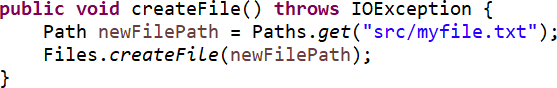 public void createFile() throws IOException {
    Path newFilePath = Paths.get("src/myfile.txt");
    Files.createFile(newFilePath);
}